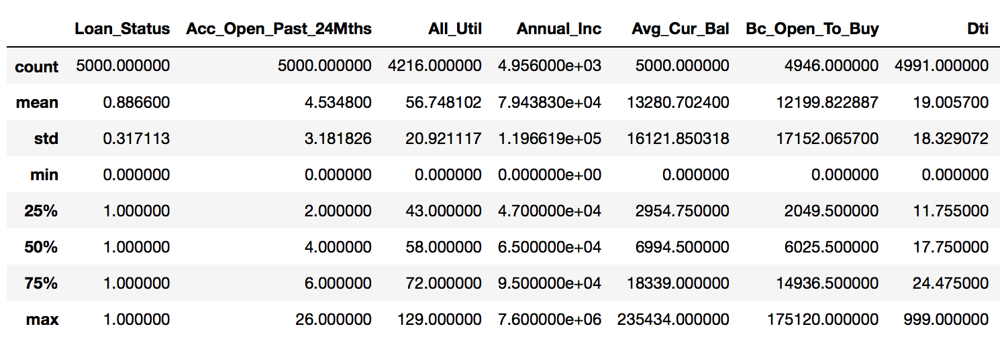 Loan_Status Acc_Open_Past_24Mths All_Util Annual_Inc Avg_Cur_Bal Bc_Open_To_Buy Dti
count 5000.000000 5000.000000 4216.000000 4.956000e+03 5000.000000 4946.000000 4991.000000
mean 0.886600 4.534800 56.748102 7.943830e+04 13280.702400 12199.822887 19.005700
std 0.317113 3.181826 20.921117 1.196619e+05 16121.850318 17152.065700 18.329072
min 0.000000 0.000000 0.000000 0.000000e+00 0.000000 0.000000 0.000000
25% 1.000000 2.000000 43.000000 4.700000e+04 2954.750000 2049.500000 11.755000
50% 1.000000 4.000000 58.000000 6.500000e+04 6994.500000 6025.500000 17.750000
75% 1.000000 6.000000 72.000000 9.500000e+04 18339.000000 14936.500000 24.475000
max 1.000000 26.000000 129.000000 7.600000e+06 235434.000000 175120.000000 999.000000